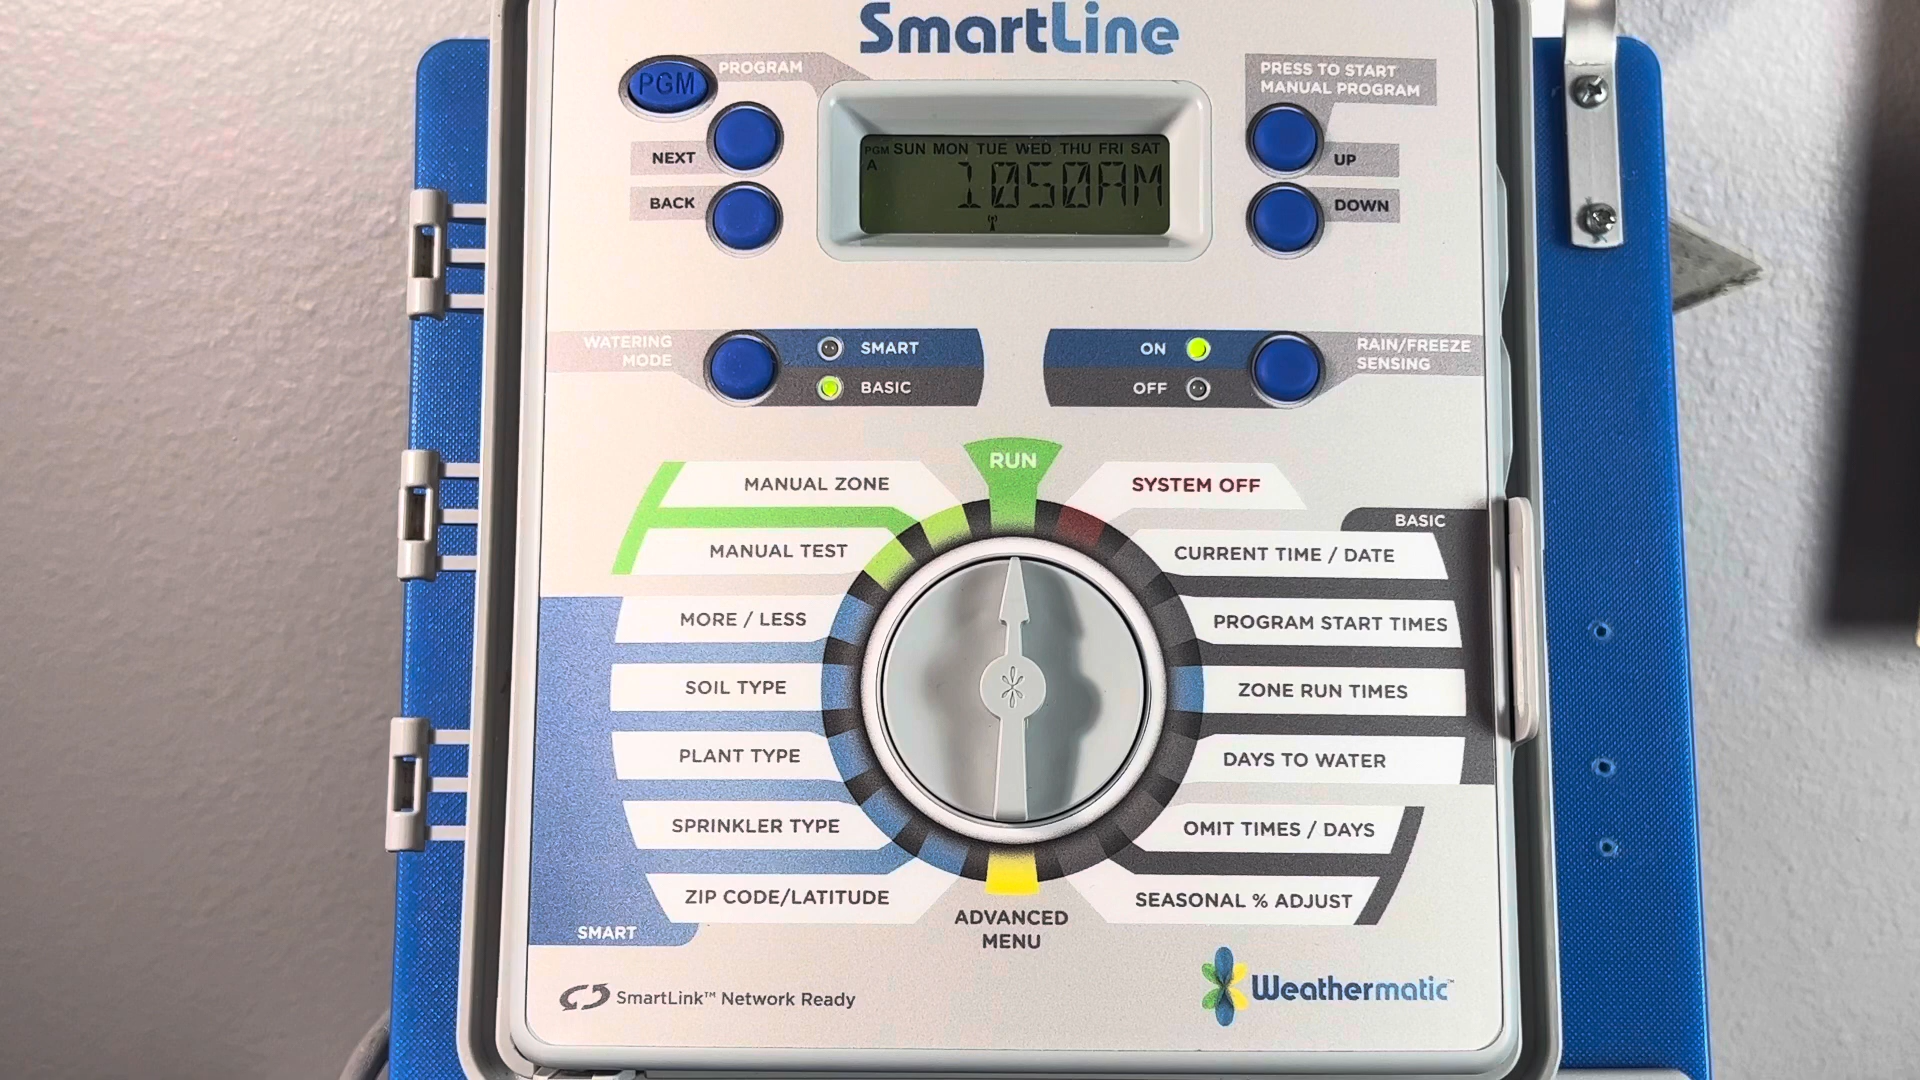 SmartLine
PGM
PROGRAM
PRESS TO START
MANUAL PROGRAM
NEXT
BACK
PGM SUN MON TUE WED THU FRI SAT
A
1050AM
UP
DOWN
WATERING
MODE
SMART
BASIC
ON
OFF
RAIN/FREEZE
SENSING
RUN
MANUAL ZONE
MANUAL TEST
MORE / LESS
SOIL TYPE
PLANT TYPE
SPRINKLER TYPE
ZIP CODE/LATITUDE
SMART
SYSTEM OFF
BASIC
CURRENT TIME / DATE
PROGRAM START TIMES
ZONE RUN TIMES
DAYS TO WATER
OMIT TIMES / DAYS
SEASONAL % ADJUST
ADVANCED
MENU
SmartLink™ Network Ready
Weathermatic™